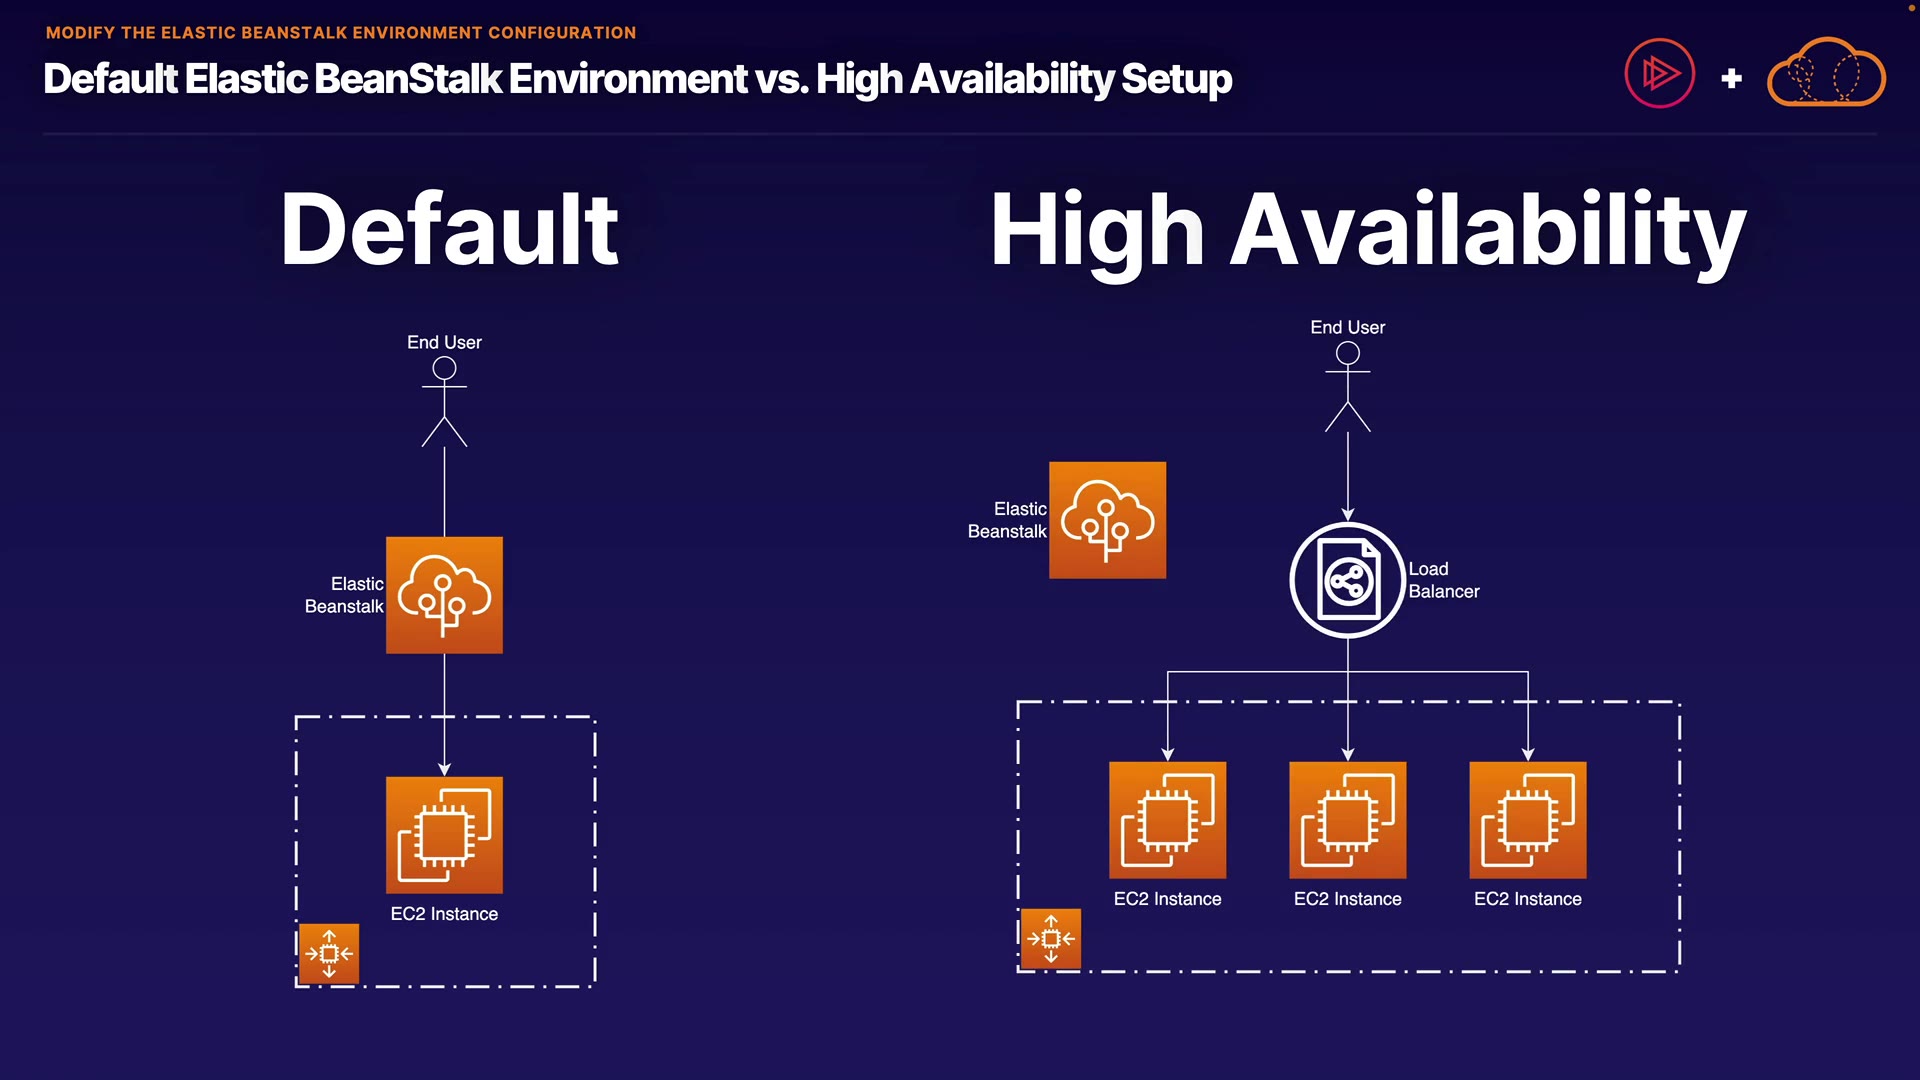 MODIFY THE ELASTIC BEANSTALK ENVIRONMENT CONFIGURATION
Default Elastic BeanStalk Environment vs. High Availability Setup
+
Default
High Availability
End User
Elastic
Beanstalk
EC2 Instance
End User
Elastic
Beanstalk
Load
Balancer
EC2 Instance
EC2 Instance
EC2 Instance